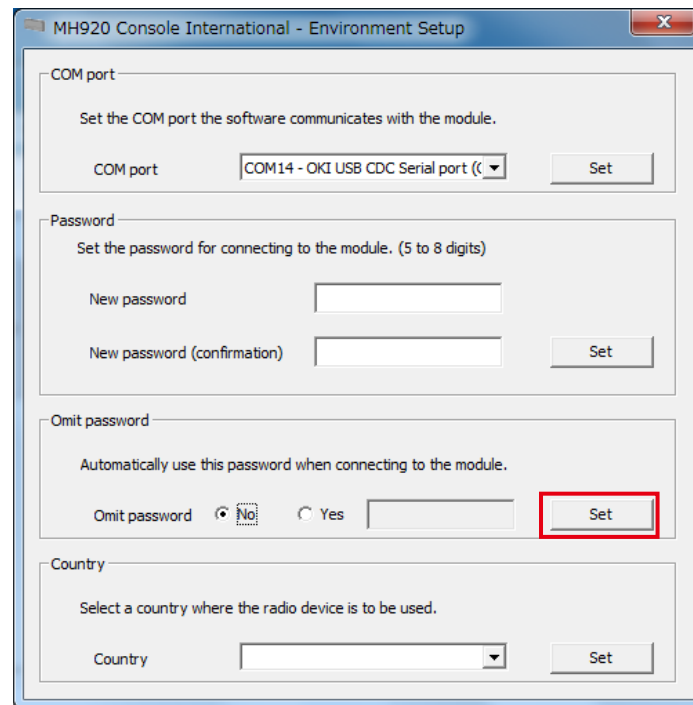 MH920 Console International - Environment Setup
COM port
Set the COM port the software communicates with the module.
COM port COM14 - OKI USB CDC Serial port (C Set
Password
Set the password for connecting to the module. (5 to 8 digits)
New password
New password (confirmation) Set
Omit password
Automatically use this password when connecting to the module.
Omit password No Yes Set
Country
Select a country where the radio device is to be used.
Country Set